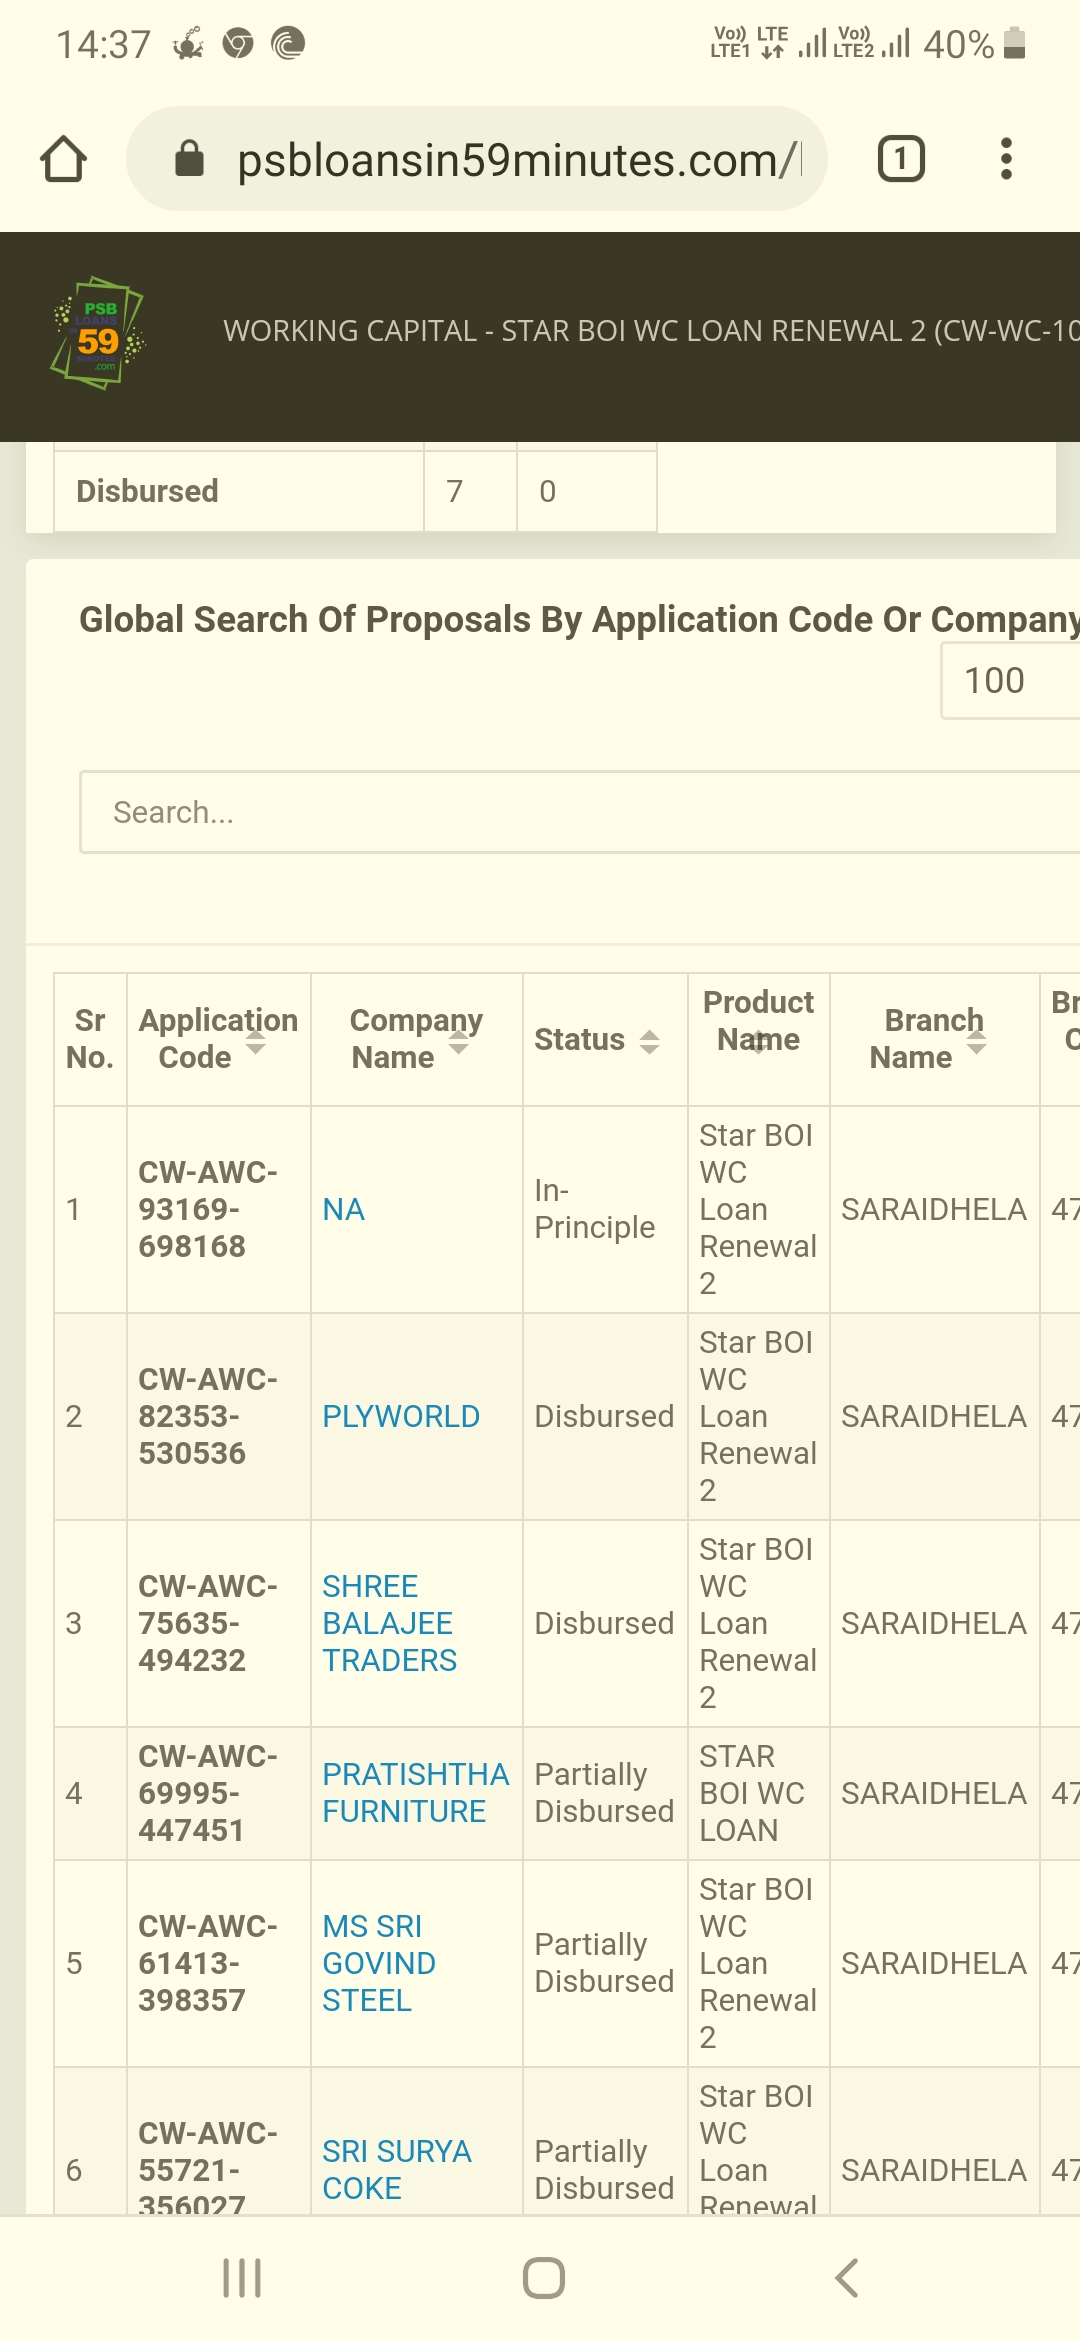 14:37
Vo)) LTE
LTE1
Vo))
LTE2
40%
psbloansin59minutes.com/
1
PSB
LOANS
IN
59
MINUTES
.com
WORKING CAPITAL - STAR BOI WC LOAN RENEWAL 2 (CW-WC-10
Disbursed 7 0
Global Search Of Proposals By Application Code Or Company
100
Search...
Sr
No.
Application
Code
Company
Name
Status
Product
Name
Branch
Name
Br
C
1
CW-AWC-
93169-
698168
NA
In-
Principle
Star BOI
WC
Loan
Renewal
2
SARAIDHELA
47
2
CW-AWC-
82353-
530536
PLYWORLD
Disbursed
Star BOI
WC
Loan
Renewal
2
SARAIDHELA
47
3
CW-AWC-
75635-
494232
SHREE
BALAJEE
TRADERS
Disbursed
Star BOI
WC
Loan
Renewal
2
SARAIDHELA
47
4
CW-AWC-
69995-
447451
PRATISHTHA
FURNITURE
Partially
Disbursed
STAR
BOI WC
LOAN
SARAIDHELA
47
5
CW-AWC-
61413-
398357
MS SRI
GOVIND
STEEL
Partially
Disbursed
Star BOI
WC
Loan
Renewal
2
SARAIDHELA
47
6
CW-AWC-
55721-
356027
SRI SURYA
COKE
Partially
Disbursed
Star BOI
WC
Loan
Renewal
SARAIDHELA
47